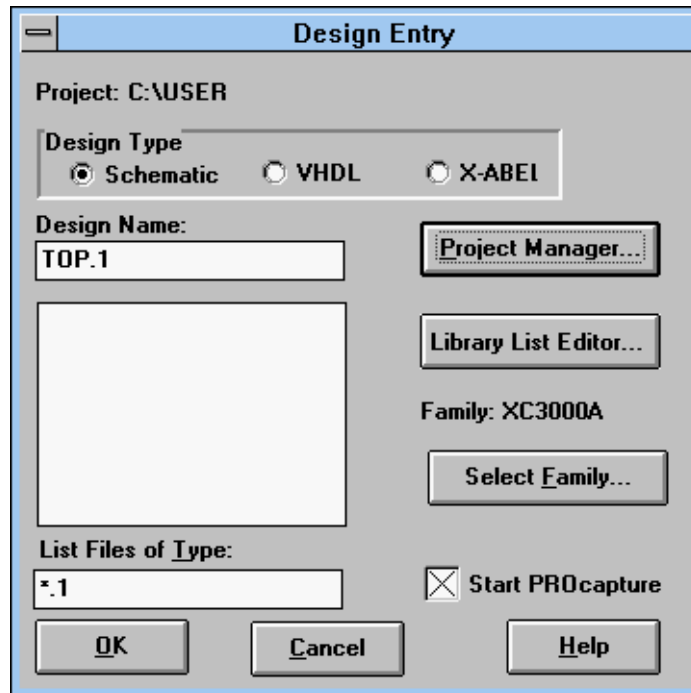 Design Entry
Project: C:\USER
Design Type
Schematic VHDL X-ABEL
Design Name:
TOP.1
Project Manager...
Library List Editor...
Family: XC3000A
Select Family...
List Files of Type:
*.1
Start PROcapture
OK Cancel Help